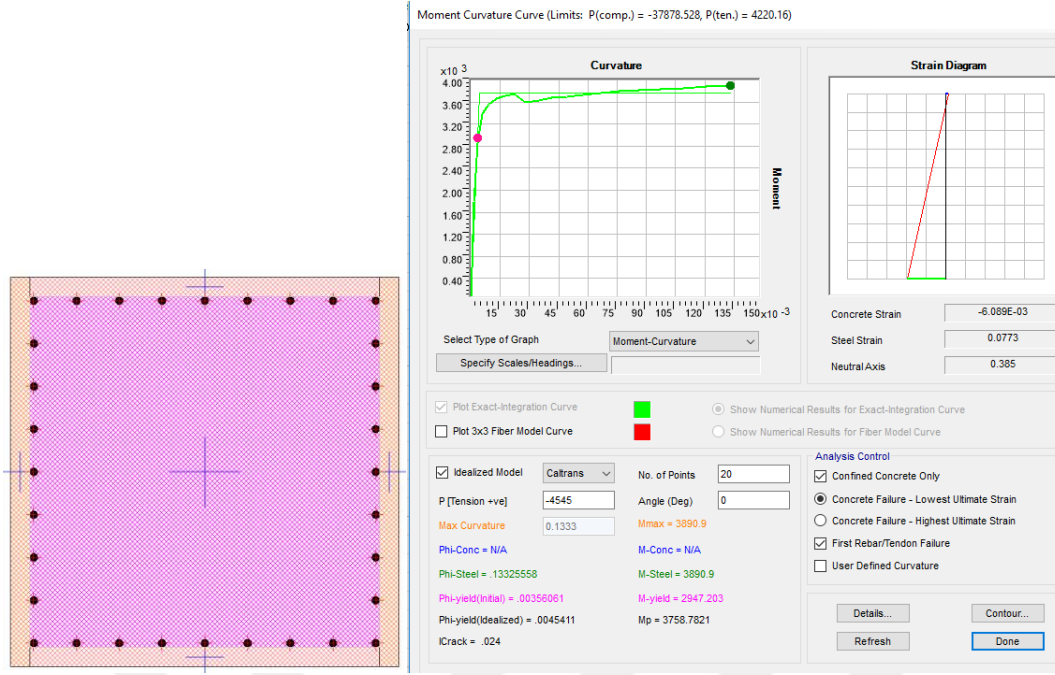 Moment Curvature Curve (Limits: P(comp.) = -37878.528, P(ten.) = 4220.16)
Curvature
x10 3
4.00
3.60
3.20
2.80
2.40
2.00
1.60
1.20
0.80
0.40
Moment
15 30 45 60 75 90 105 120 135 150 x10 -3
Select Type of Graph
Moment-Curvature
Specify Scales/Headings...
Strain Diagram
Concrete Strain -6.089E-03
Steel Strain 0.0773
Neutral Axis 0.385
Plot Exact-Integration Curve
Show Numerical Results for Exact-Integration Curve
Plot 3x3 Fiber Model Curve
Show Numerical Results for Fiber Model Curve
Idealized Model Caltrans No. of Points 20
P [Tension +ve] -4545 Angle (Deg) 0
Max Curvature 0.1333 Mmax = 3890.9
Phi-Conc = N/A M-Conc = N/A
Phi-Steel = .13325558 M-Steel = 3890.9
Phi-yield(Initial) = .00356061 M-yield = 2947.203
Phi-yield(Idealized) = .0045411 Mp = 3758.7821
ICrack = .024
Analysis Control
Confined Concrete Only
Concrete Failure - Lowest Ultimate Strain
Concrete Failure - Highest Ultimate Strain
First Rebar/Tendon Failure
User Defined Curvature
Details... Contour...
Refresh Done